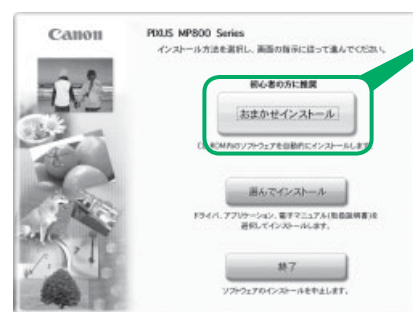 Canon
PIXUS MP800 Series
インストール方法を選択し、画面の指示に従って進んでください。
初心者の方に推奨
おまかせインストール
CD-ROM内のソフトウェアを自動的にインストールします
選んでインストール
ドライバ、アプリケーション、電子マニュアル(取扱説明書)を
選択してインストールします。
終了
ソフトウェアのインストールを中止します。